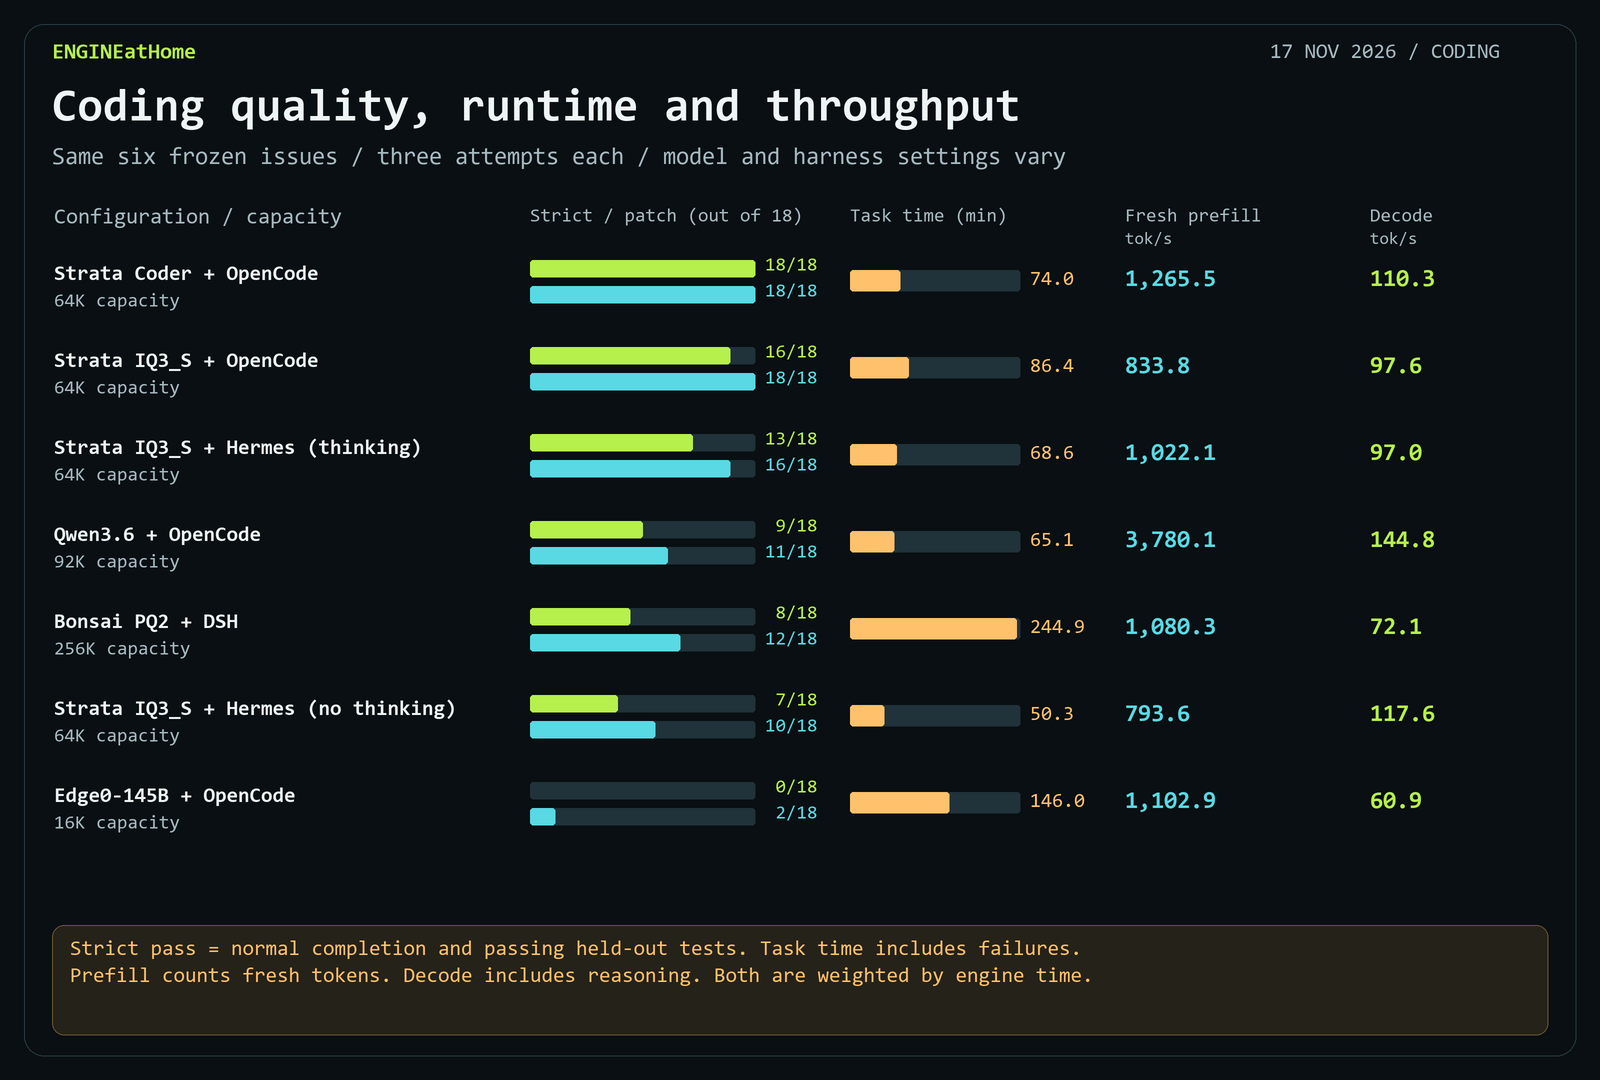 ENGINEatHome
17 NOV 2026 / CODING
Coding quality, runtime and throughput
Same six frozen issues / three attempts each / model and harness settings vary
Configuration / capacity
Strict / patch (out of 18)
Task time (min)
Fresh prefill
tok/s
Decode
tok/s
Strata Coder + OpenCode
64K capacity
18/18
18/18
74.0
1,265.5
110.3
Strata IQ3_S + OpenCode
64K capacity
16/18
18/18
86.4
833.8
97.6
Strata IQ3_S + Hermes (thinking)
64K capacity
13/18
16/18
68.6
1,022.1
97.0
Qwen3.6 + OpenCode
92K capacity
9/18
11/18
65.1
3,780.1
144.8
Bonsai PQ2 + DSH
256K capacity
8/18
12/18
244.9
1,080.3
72.1
Strata IQ3_S + Hermes (no thinking)
64K capacity
7/18
10/18
50.3
793.6
117.6
Edge0-145B + OpenCode
16K capacity
0/18
2/18
146.0
1,102.9
60.9
Strict pass = normal completion and passing held-out tests. Task time includes failures.
Prefill counts fresh tokens. Decode includes reasoning. Both are weighted by engine time.